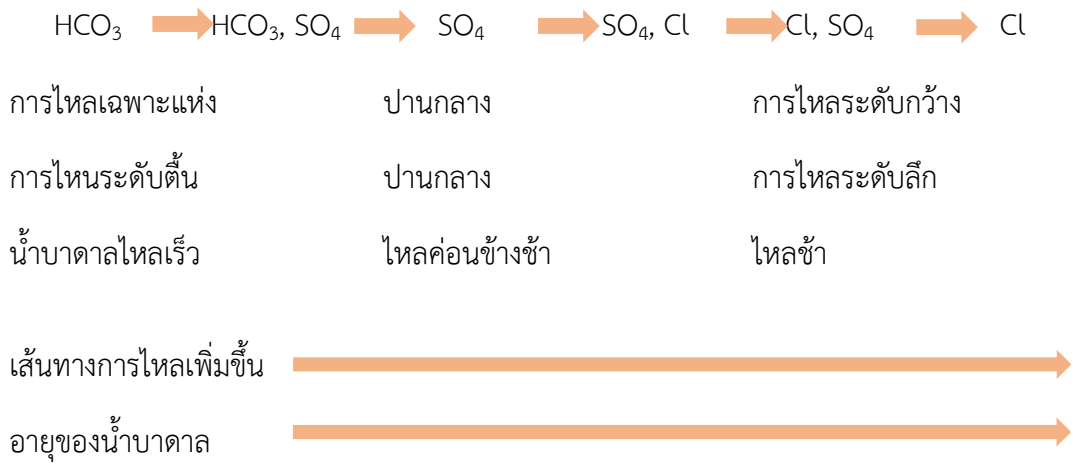 HCO₃ HCO₃, SO₄ SO₄ SO₄, Cl Cl, SO₄ Cl
การไหลเฉพาะแห่ง ปานกลาง การไหลระดับกว้าง
การไหนระดับตื้น ปานกลาง การไหลระดับลึก
น้ำบาดาลไหลเร็ว ไหลค่อนข้างช้า ไหลช้า
เส้นทางการไหลเพิ่มขึ้น
อายุของน้ำบาดาล